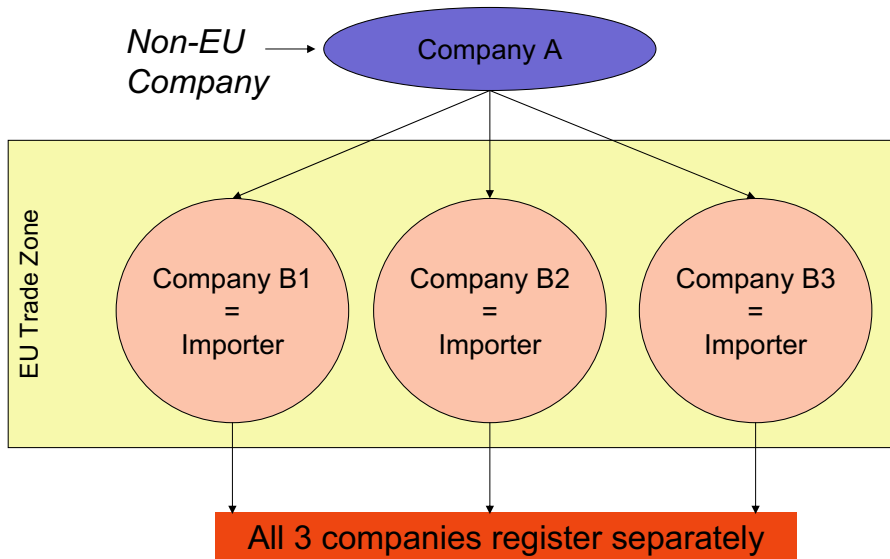 Non-EU
Company
Company A
EU Trade Zone
Company B1
=
Importer
Company B2
=
Importer
Company B3
=
Importer
All 3 companies register separately